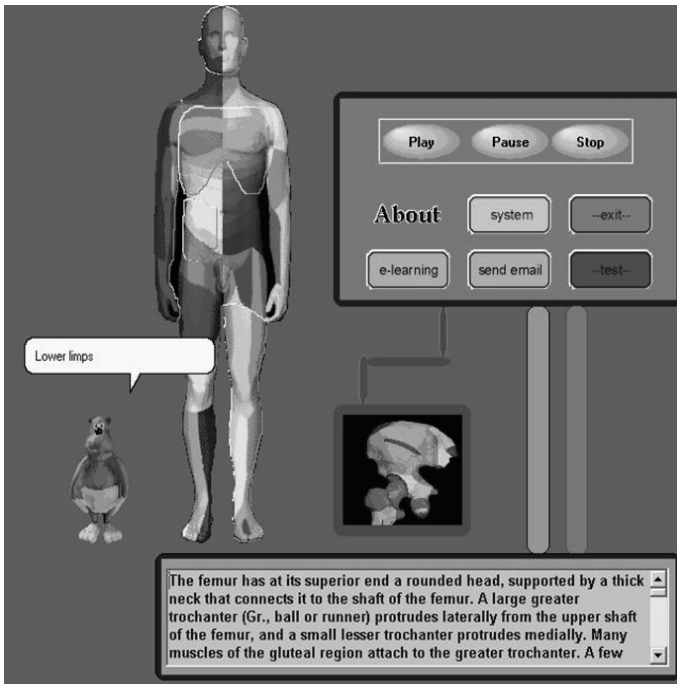 Play Pause Stop
About system --exit--
e-learning send email --test--
Lower limps
The femur has at its superior end a rounded head, supported by a thick
neck that connects it to the shaft of the femur. A large greater
trochanter (Gr., ball or runner) protrudes laterally from the upper shaft
of the femur, and a small lesser trochanter protrudes medially. Many
muscles of the gluteal region attach to the greater trochanter. A few